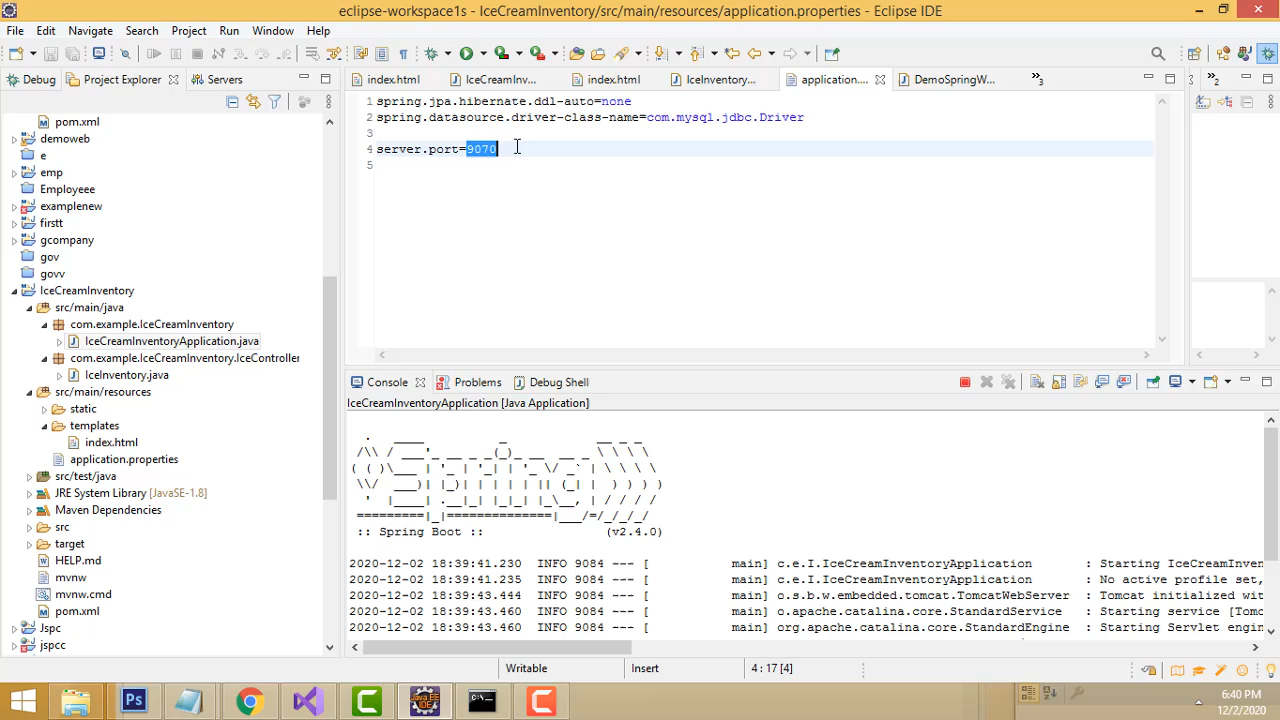 eclipse-workspace1s - IceCreamInventory/src/main/resources/application.properties - Eclipse IDE
File Edit Navigate Search Project Run Window Help
Debug Project Explorer Servers
index.html IceCreamInv... index.html IceInventory.... application.... DemoSpringW... 3
2
pom.xml
demoweb
e
emp
Employeee
examplenew
firstt
gcompany
gov
govv
IceCreamInventory
src/main/java
com.example.IceCreamInventory
IceCreamInventoryApplication.java
com.example.IceCreamInventory.IceController
IceInventory.java
src/main/resources
static
templates
index.html
application.properties
src/test/java
JRE System Library [JavaSE-1.8]
Maven Dependencies
src
target
HELP.md
mvnw
mvnw.cmd
pom.xml
Jspc
jspcc
1 spring.jpa.hibernate.ddl-auto=none
2 spring.datasource.driver-class-name=com.mysql.jdbc.Driver
3
4 server.port=9070
5
Console Problems Debug Shell
IceCreamInventoryApplication [Java Application]
:: Spring Boot :: (v2.4.0)
2020-12-02 18:39:41.230 INFO 9084 --- [ main] c.e.I.IceCreamInventoryApplication : Starting IceCreamInven
2020-12-02 18:39:41.235 INFO 9084 --- [ main] c.e.I.IceCreamInventoryApplication : No active profile set,
2020-12-02 18:39:43.444 INFO 9084 --- [ main] o.s.b.w.embedded.tomcat.TomcatWebServer : Tomcat initialized wit
2020-12-02 18:39:43.460 INFO 9084 --- [ main] o.apache.catalina.core.StandardService : Starting service [Tomc
2020-12-02 18:39:43.460 INFO 9084 --- [ main] org.apache.catalina.core.StandardEngine : Starting Servlet engin
Writable Insert 4 : 17 [4]
6:40 PM
12/2/2020